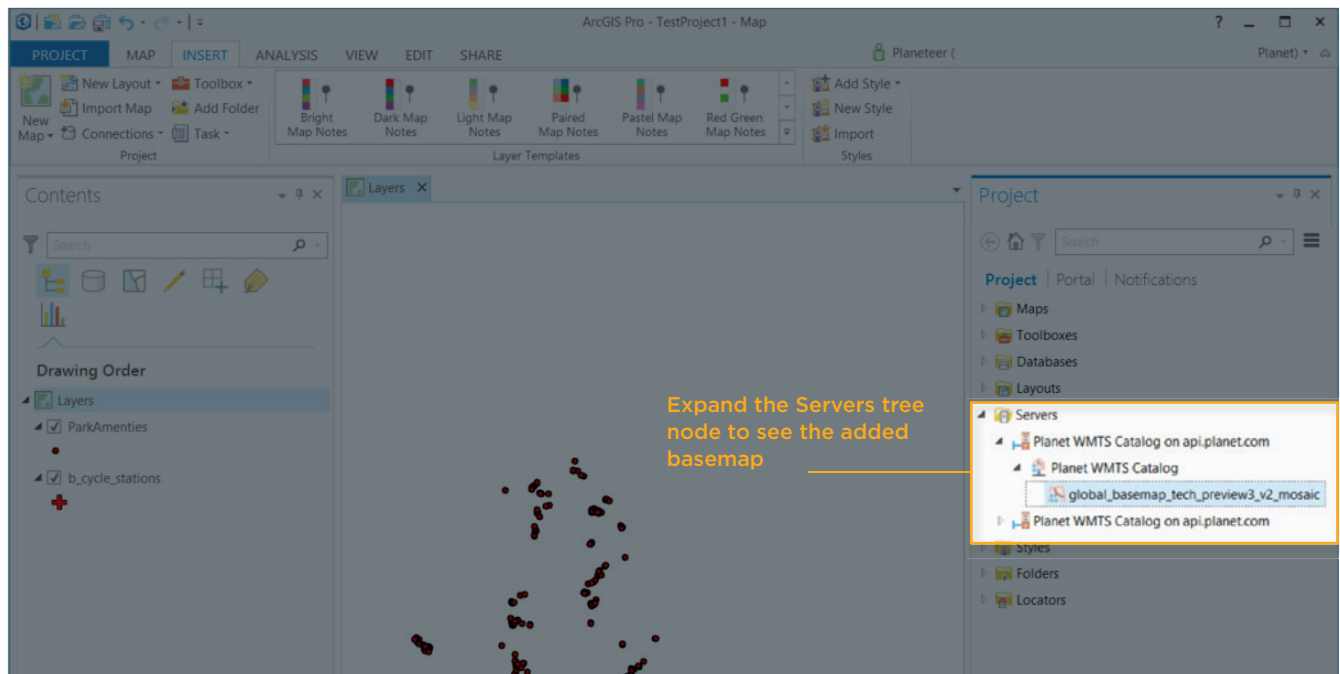 ArcGIS Pro - TestProject1 - Map
?
PROJECT MAP INSERT ANALYSIS VIEW EDIT SHARE
Planeteer (
Planet)
New Map
New Layout
Import Map
Connections
Toolbox
Add Folder
Task
Project
Bright Map Notes
Dark Map Notes
Light Map Notes
Paired Map Notes
Pastel Map Notes
Red Green Map Notes
Layer Templates
Add Style
New Style
Import
Styles
Contents
Search
Drawing Order
Layers
ParkAmenties
b_cycle_stations
Layers
Expand the Servers tree
node to see the added
basemap
Project
Search
Project | Portal | Notifications
Maps
Toolboxes
Databases
Layouts
Servers
Planet WMTS Catalog on api.planet.com
Planet WMTS Catalog
global_basemap_tech_preview3_v2_mosaic
Planet WMTS Catalog on api.planet.com
Styles
Folders
Locators